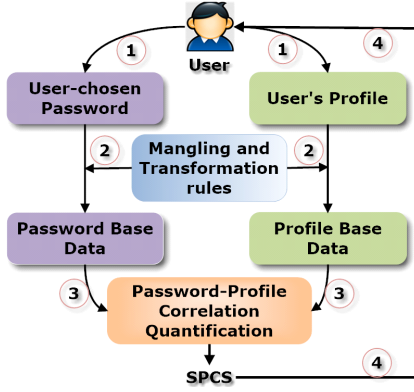 User
1
1
4
User-chosen
Password
User's Profile
2
Mangling and
Transformation
rules
2
Password Base
Data
Profile Base
Data
3
Password-Profile
Correlation
Quantification
3
SPCS
4